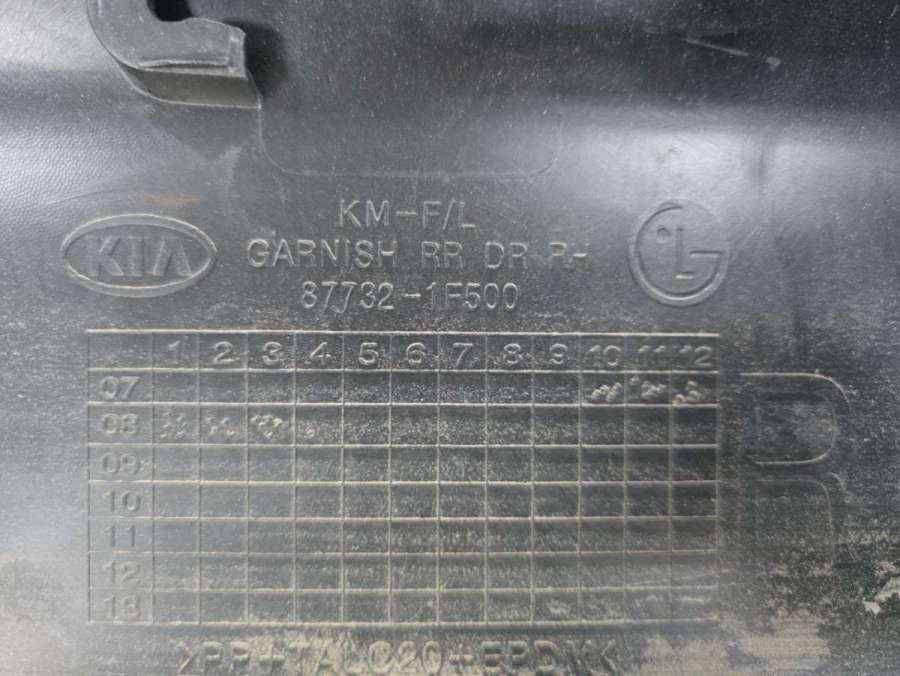 KM-F/L
KIA
GARNISH RR DR RH
L
87732-1F500
1 2 3 4 5 6 7 8 9 10 11 12
07
08
09
10
11
12
13
>PP+TALC20+EPDM<